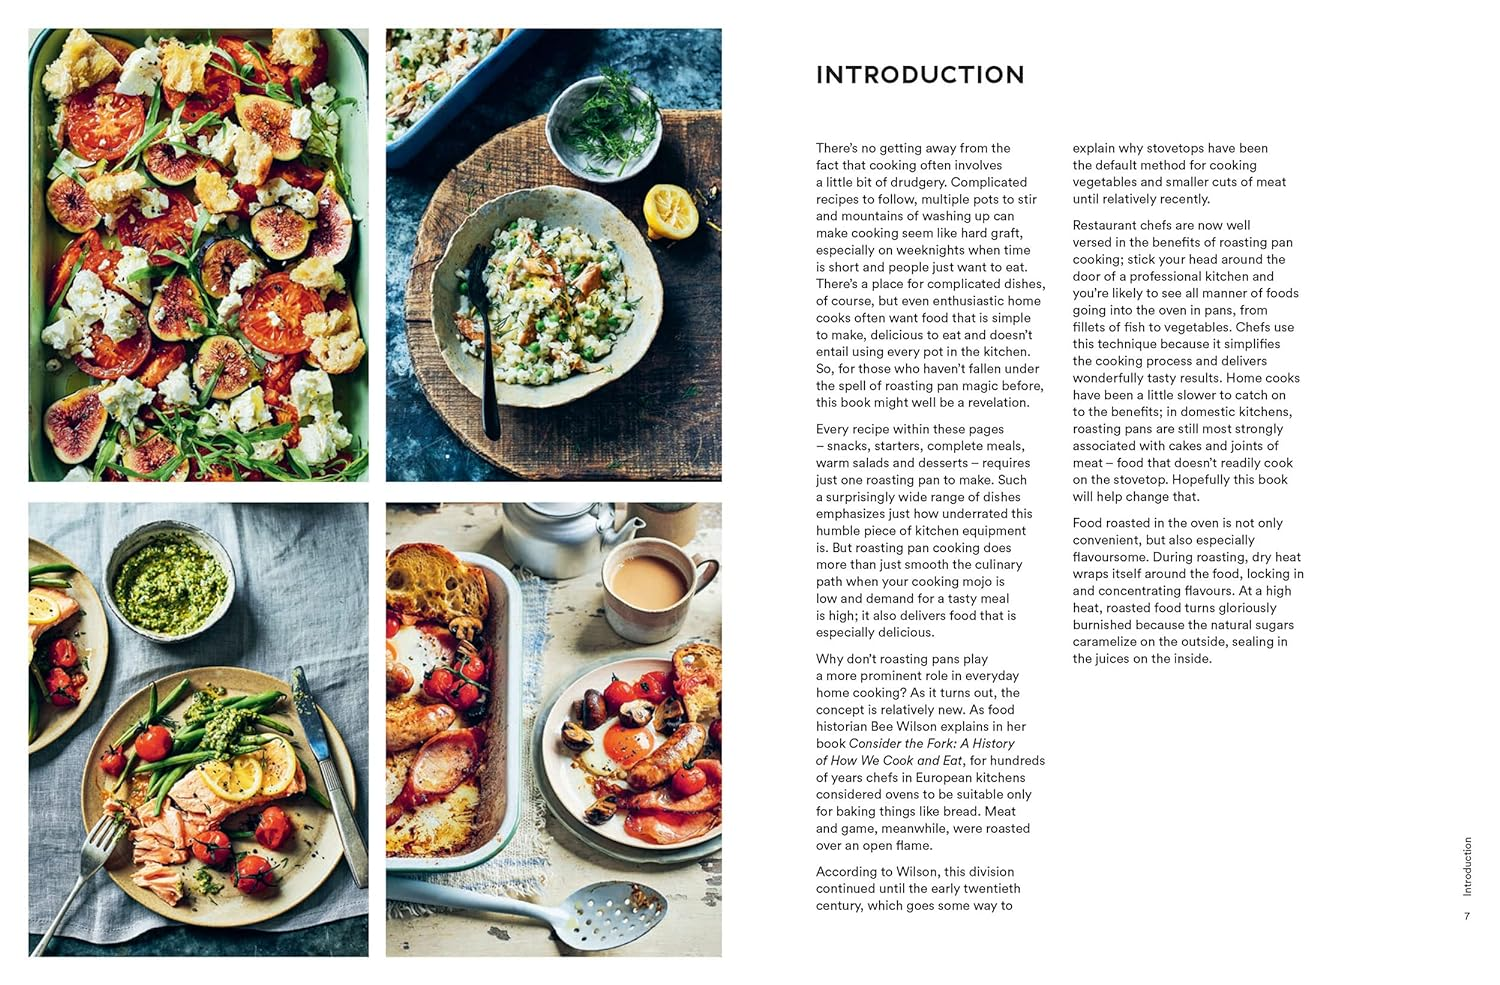 INTRODUCTION
There's no getting away from the
fact that cooking often involves
a little bit of drudgery. Complicated
recipes to follow, multiple pots to stir
and mountains of washing up can
make cooking seem like hard graft,
especially on weeknights when time
is short and people just want to eat.
There's a place for complicated dishes,
of course, but even enthusiastic home
cooks often want food that is simple
to make, delicious to eat and doesn't
entail using every pot in the kitchen.
So, for those who haven't fallen under
the spell of roasting pan magic before,
this book might well be a revelation.
Every recipe within these pages
– snacks, starters, complete meals,
warm salads and desserts – requires
just one roasting pan to make. Such
a surprisingly wide range of dishes
emphasizes just how underrated this
humble piece of kitchen equipment
is. But roasting pan cooking does
more than just smooth the culinary
path when your cooking mojo is
low and demand for a tasty meal
is high; it also delivers food that is
especially delicious.
Why don't roasting pans play
a more prominent role in everyday
home cooking? As it turns out, the
concept is relatively new. As food
historian Bee Wilson explains in her
book Consider the Fork: A History
of How We Cook and Eat, for hundreds
of years chefs in European kitchens
considered ovens to be suitable only
for baking things like bread. Meat
and game, meanwhile, were roasted
over an open flame.
According to Wilson, this division
continued until the early twentieth
century, which goes some way to
explain why stovetops have been
the default method for cooking
vegetables and smaller cuts of meat
until relatively recently.
Restaurant chefs are now well
versed in the benefits of roasting pan
cooking; stick your head around the
door of a professional kitchen and
you're likely to see all manner of foods
going into the oven in pans, from
fillets of fish to vegetables. Chefs use
this technique because it simplifies
the cooking process and delivers
wonderfully tasty results. Home cooks
have been a little slower to catch on
to the benefits; in domestic kitchens,
roasting pans are still most strongly
associated with cakes and joints of
meat – food that doesn't readily cook
on the stovetop. Hopefully this book
will help change that.
Food roasted in the oven is not only
convenient, but also especially
flavoursome. During roasting, dry heat
wraps itself around the food, locking in
and concentrating flavours. At a high
heat, roasted food turns gloriously
burnished because the natural sugars
caramelize on the outside, sealing in
the juices on the inside.
Introduction
7